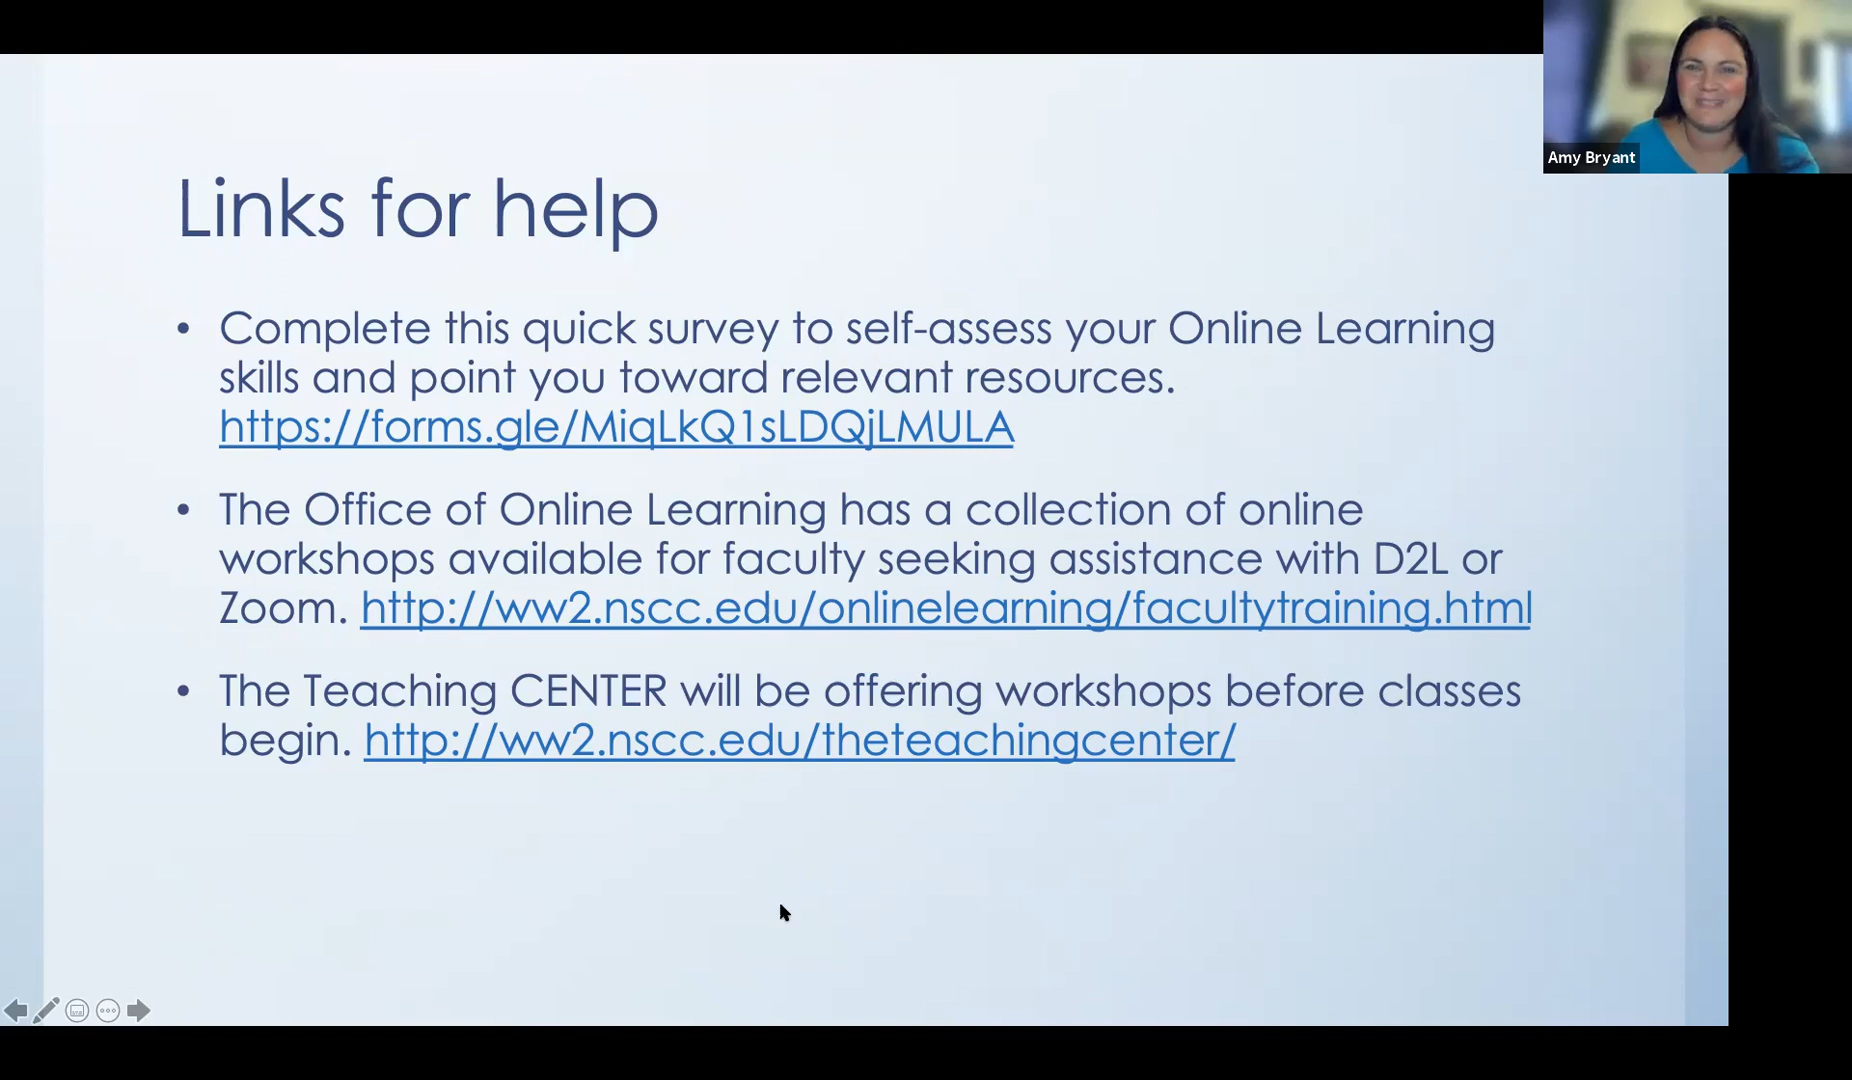 Amy Bryant
Links for help
• Complete this quick survey to self-assess your Online Learning
skills and point you toward relevant resources.
https://forms.gle/MiqLkQ1sLDQjLMULA
• The Office of Online Learning has a collection of online
workshops available for faculty seeking assistance with D2L or
Zoom. http://ww2.nscc.edu/onlinelearning/facultytraining.html
• The Teaching CENTER will be offering workshops before classes
begin. http://ww2.nscc.edu/theteachingcenter/